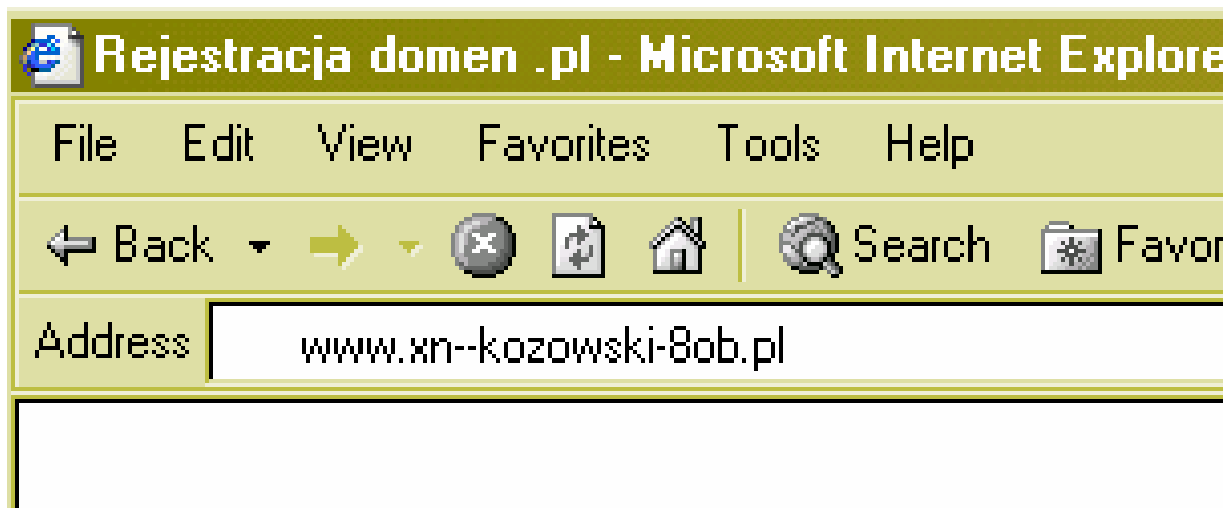 Rejestracja domen .pl - Microsoft Internet Explore
File Edit View Favorites Tools Help
Back Search Favor
Address www.xn--kozowski-8ob.pl